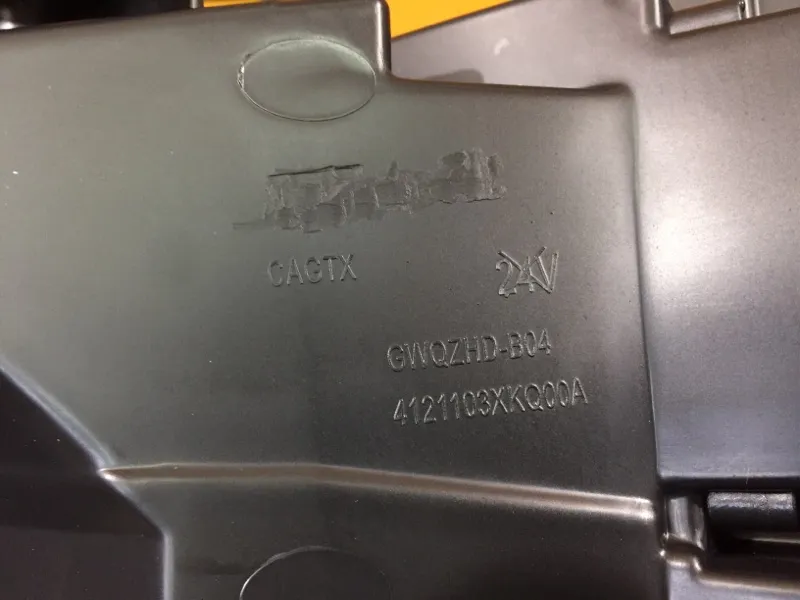 CAGTX
24V
GWQZHD-B04
4121103XKQ00A